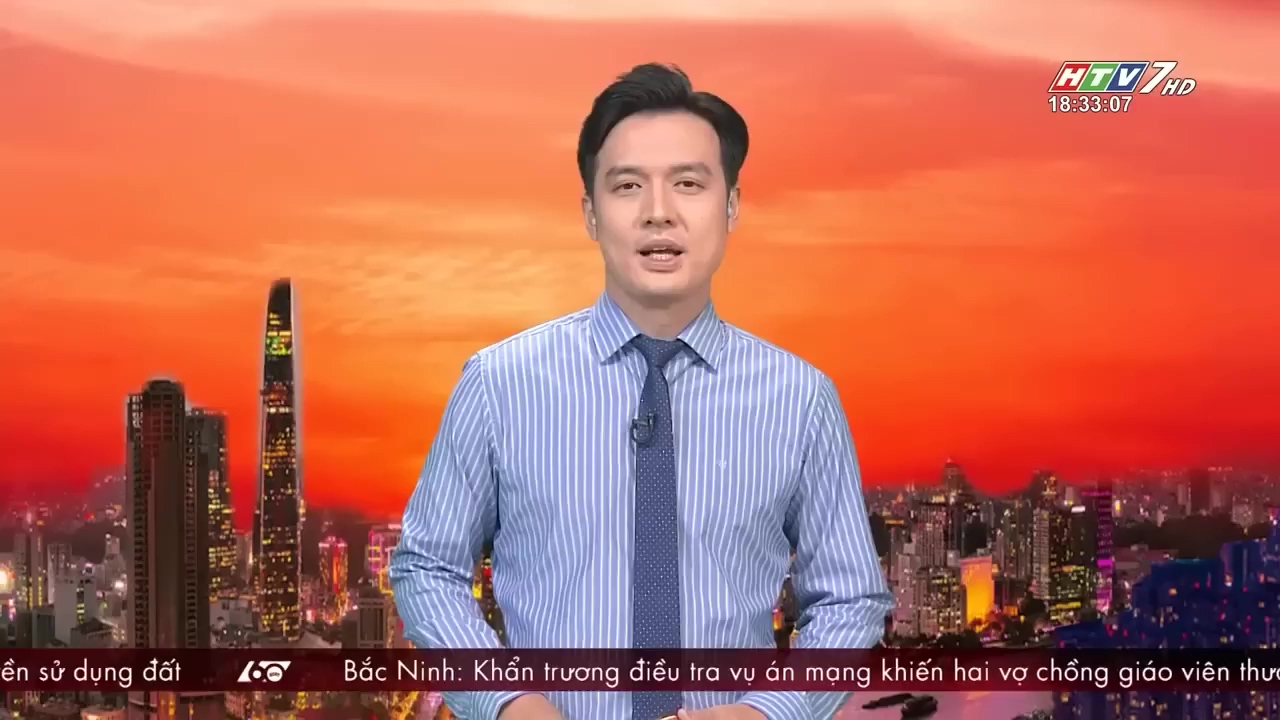 HTV7 HD
18:33:07
ền sử dụng đất 60 Bắc Ninh: Khẩn trương điều tra vụ án mạng khiến hai vợ chồng giáo viên thư